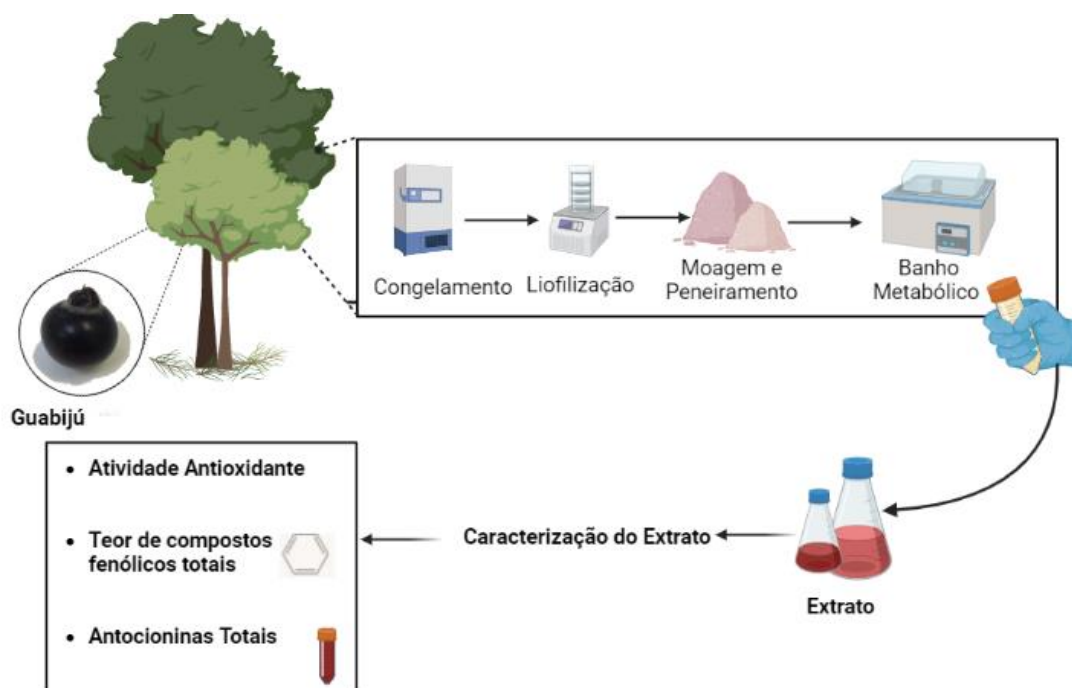 Congelamento
Liofilização
Moagem e
Peneiramento
Banho
Metabólico
Guabijú
Extrato
Caracterização do Extrato
• Atividade Antioxidante
• Teor de compostos
fenólicos totais
• Antocioninas Totais